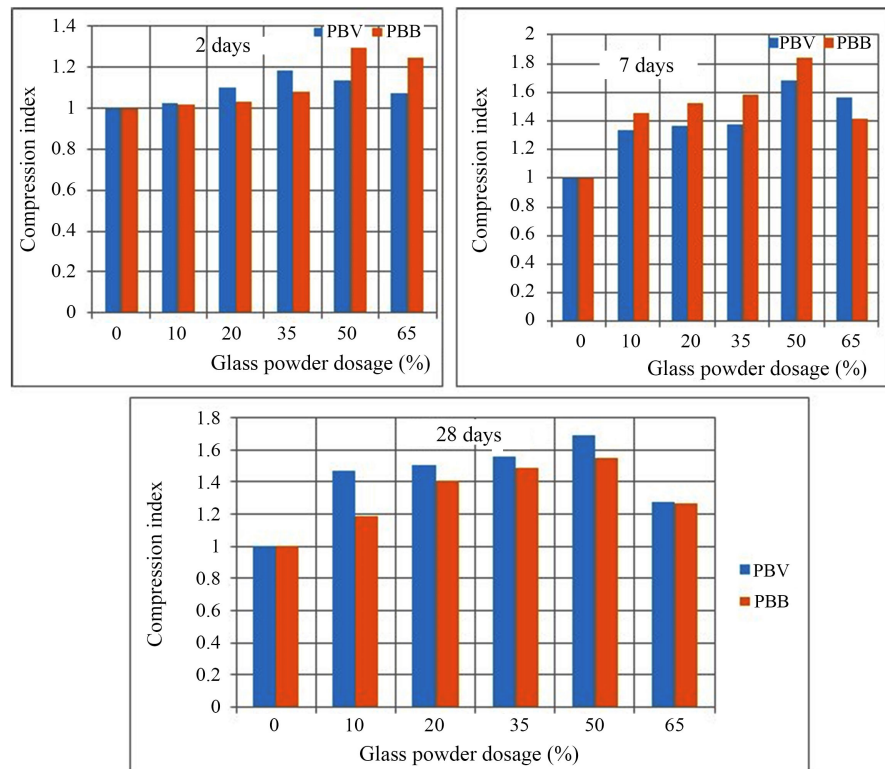 2 days
PBV PBB
Compression index
1.4
1.2
1
0.8
0.6
0.4
0.2
0
0 10 20 35 50 65
Glass powder dosage (%)
7 days
PBV PBB
Compression index
2
1.8
1.6
1.4
1.2
1
0.8
0.6
0.4
0.2
0
0 10 20 35 50 65
Glass powder dosage (%)
28 days
Compression index
1.8
1.6
1.4
1.2
1
0.8
0.6
0.4
0.2
0
0 10 20 35 50 65
Glass powder dosage (%)
PBV
PBB